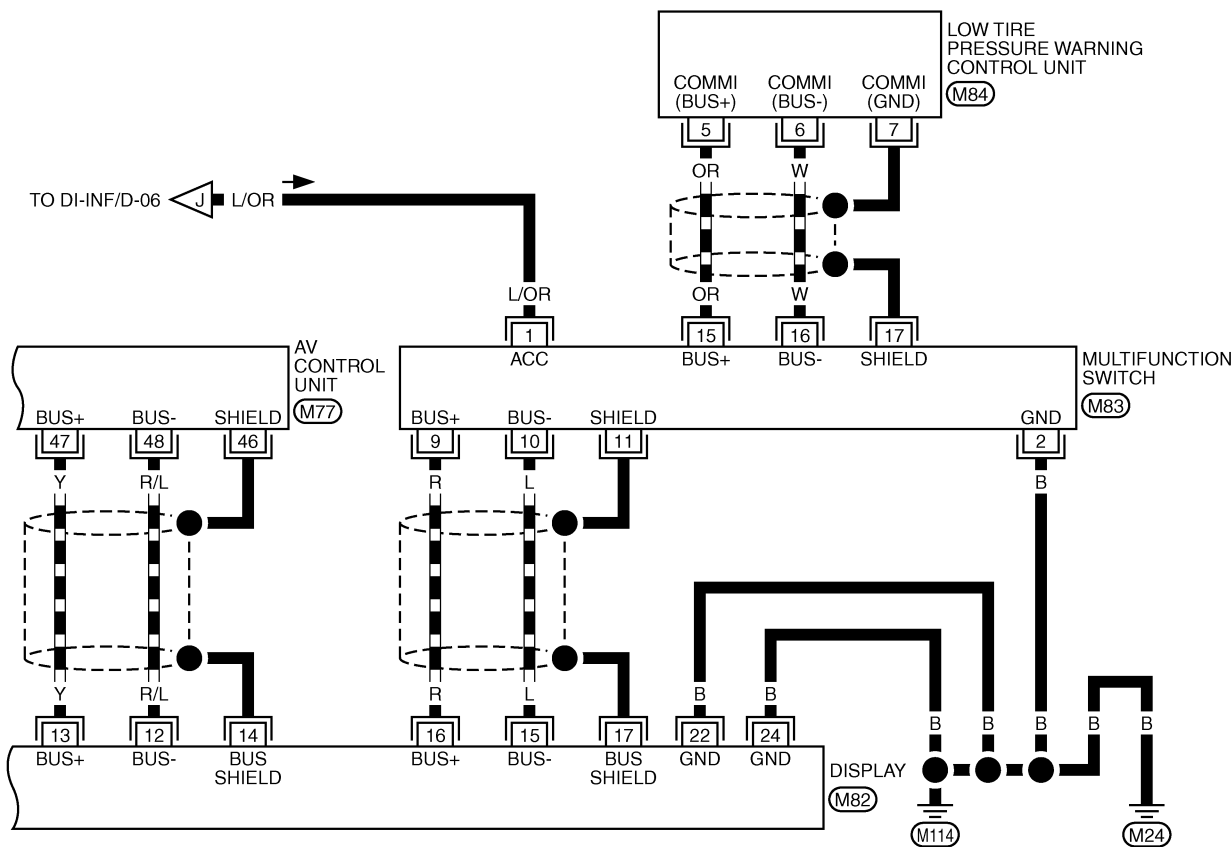 LOW TIRE
PRESSURE WARNING
CONTROL UNIT
M84
COMMI COMMI COMMI
(BUS+) (BUS-) (GND)
5 6 7
OR W
TO DI-INF/D-06 J L/OR
L/OR OR W
1 15 16 17
ACC BUS+ BUS- SHIELD
AV
CONTROL
UNIT
M77
MULTIFUNCTION
SWITCH
M83
BUS+ BUS- SHIELD BUS+ BUS- SHIELD GND
47 48 46 9 10 11 2
Y R/L R L B
Y R/L R L B B B B B B B
13 12 14 16 15 17 22 24
BUS+ BUS- BUS
SHIELD
BUS+ BUS- BUS
SHIELD
GND GND
DISPLAY
M82
M114 M24